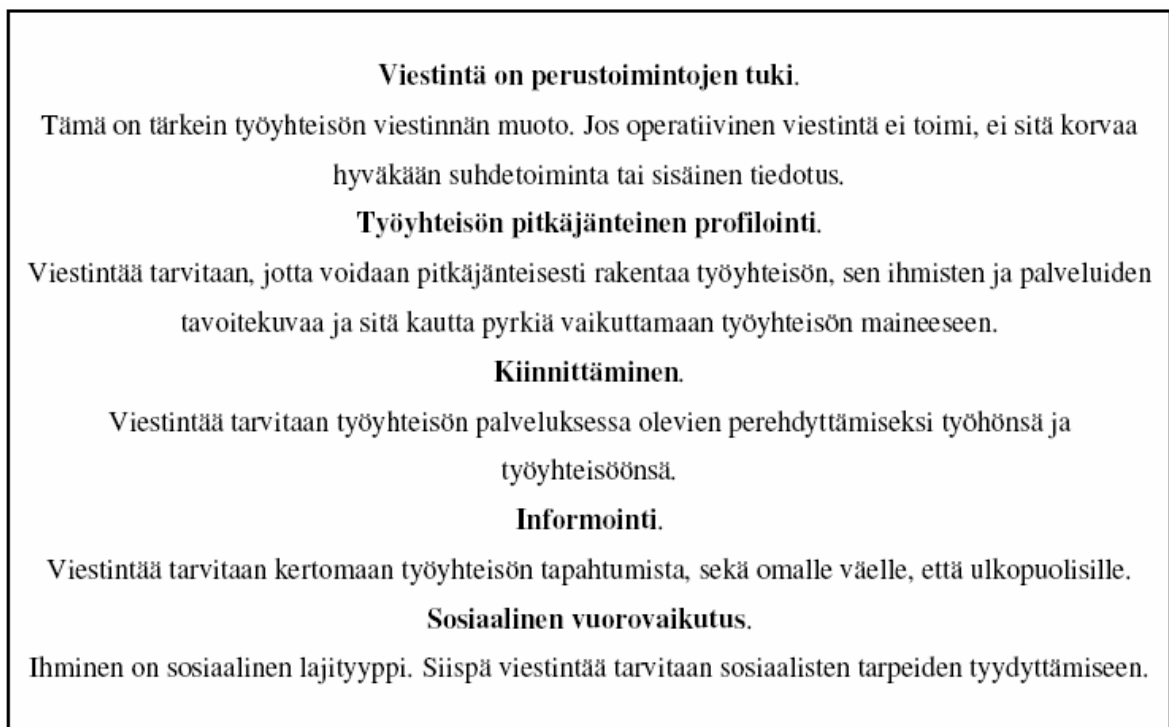 Viestintä on perustoimintojen tuki.
Tämä on tärkein työyhteisön viestinnän muoto. Jos operatiivinen viestintä ei toimi, ei sitä korvaa
hyväkään suhdetoiminta tai sisäinen tiedotus.
Työyhteisön pitkäjänteinen profilointi.
Viestintää tarvitaan, jotta voidaan pitkäjänteisesti rakentaa työyhteisön, sen ihmisten ja palveluiden
tavoitekuvaa ja sitä kautta pyrkiä vaikuttamaan työyhteisön maineeseen.
Kiinnittäminen.
Viestintää tarvitaan työyhteisön palveluksessa olevien perehdyttämiseksi työhönsä ja
työyhteisöönsä.
Informointi.
Viestintää tarvitaan kertomaan työyhteisön tapahtumista, sekä omalle väelle, että ulkopuolisille.
Sosiaalinen vuorovaikutus.
Ihminen on sosiaalinen lajityyppi. Siispä viestintää tarvitaan sosiaalisten tarpeiden tyydyttämiseen.